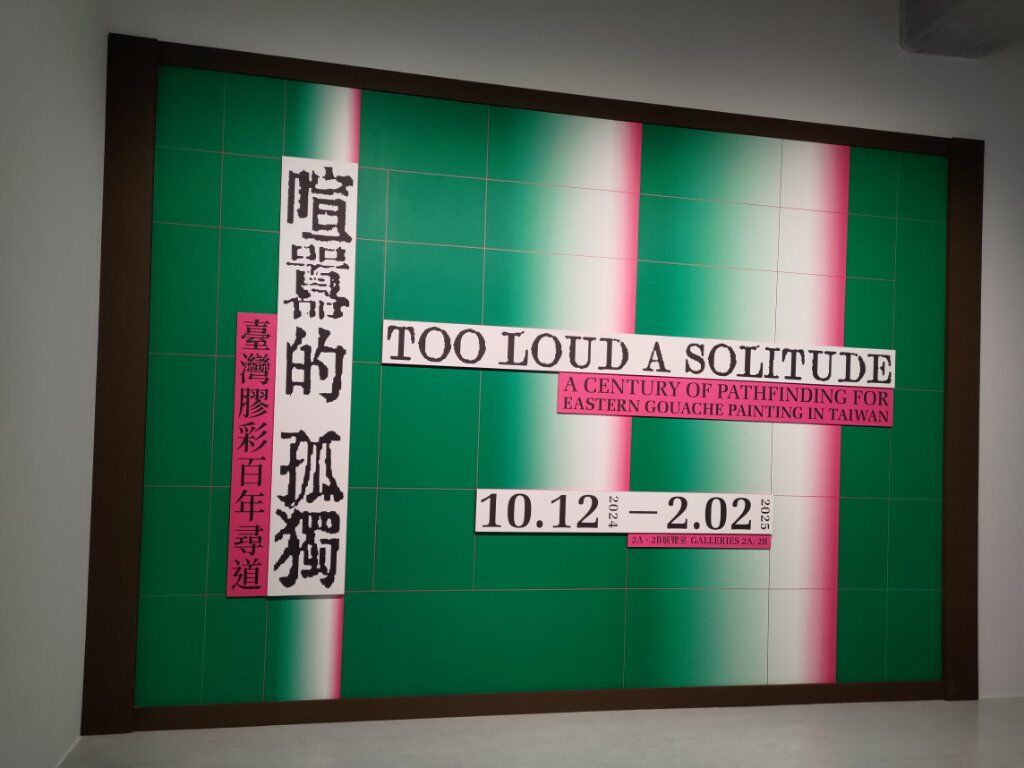 喧囂的 孤獨
臺灣膠彩百年尋道
TOO LOUD A SOLITUDE
A CENTURY OF PATHFINDING FOR
EASTERN GOUACHE PAINTING IN TAIWAN
10.12 2024 – 2.02 2025
2A、2B展覽室 GALLERIES 2A, 2B